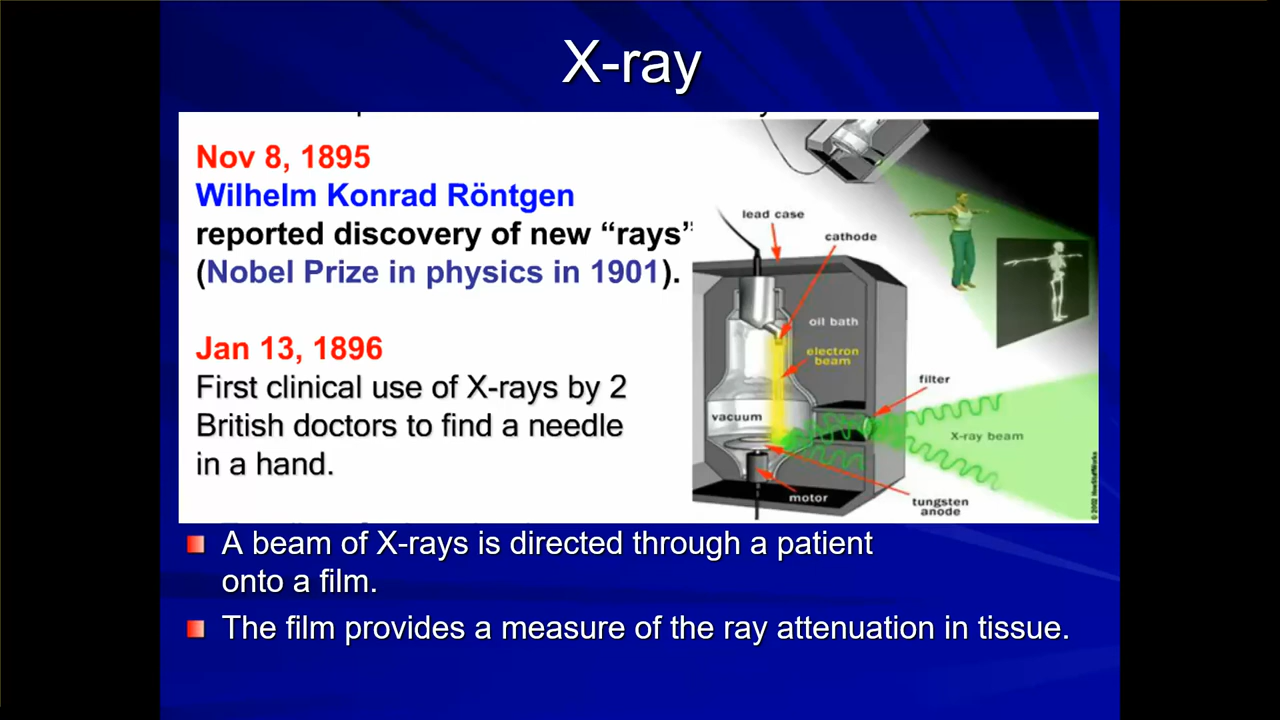 X-ray
Nov 8, 1895
Wilhelm Konrad Röntgen
reported discovery of new “rays”
(Nobel Prize in physics in 1901).
Jan 13, 1896
First clinical use of X-rays by 2
British doctors to find a needle
in a hand.
lead case
cathode
oil bath
electron
beam
filter
vacuum
X-ray beam
motor
tungsten
anode
© 2002 HowStuffWorks
A beam of X-rays is directed through a patient
onto a film.
The film provides a measure of the ray attenuation in tissue.